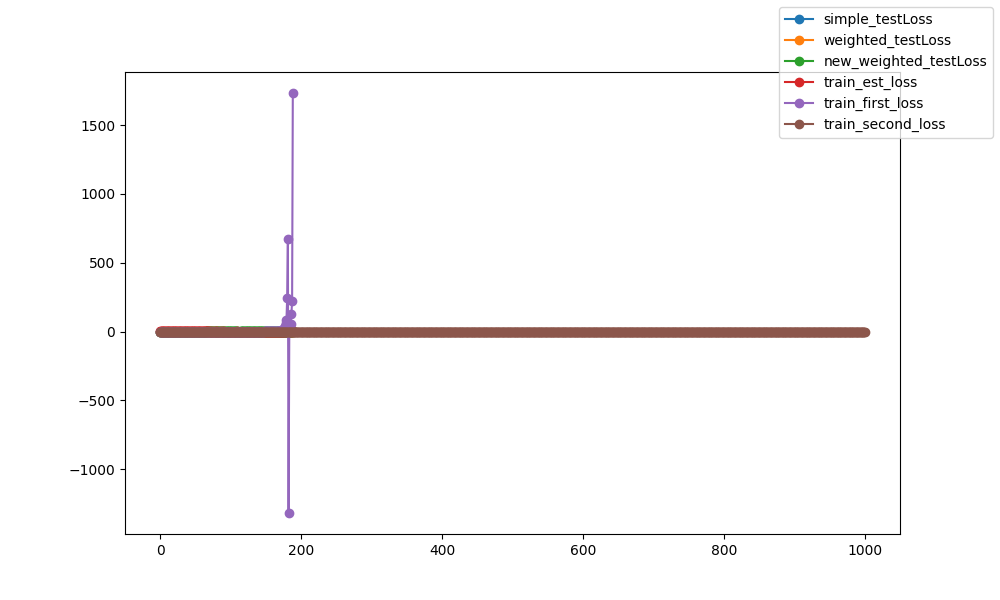 simple_testLoss
weighted_testLoss
new_weighted_testLoss
train_est_loss
train_first_loss
train_second_loss
1500
1000
500
0
−500
−1000
0 200 400 600 800 1000